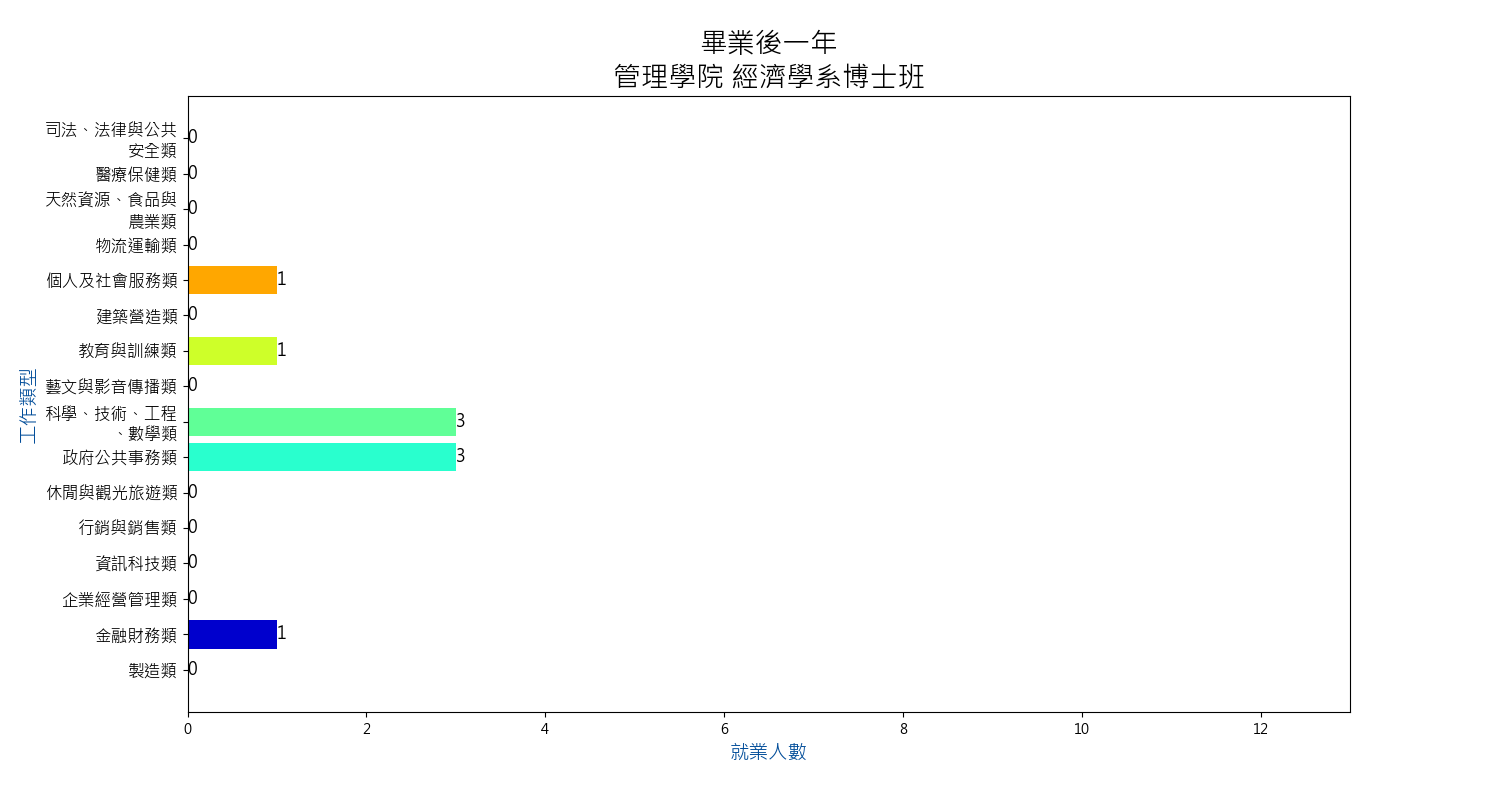 畢業後一年
管理學院 經濟學系博士班
司法、法律與公共
安全類
0
醫療保健類
0
天然資源、食品與
農業類
0
物流運輸類
0
個人及社會服務類
1
建築營造類
0
教育與訓練類
1
藝文與影音傳播類
0
科學、技術、工程
、數學類
3
政府公共事務類
3
休閒與觀光旅遊類
0
行銷與銷售類
0
資訊科技類
0
企業經營管理類
0
金融財務類
1
製造類
0
工作類型
0 2 4 6 8 10 12
就業人數